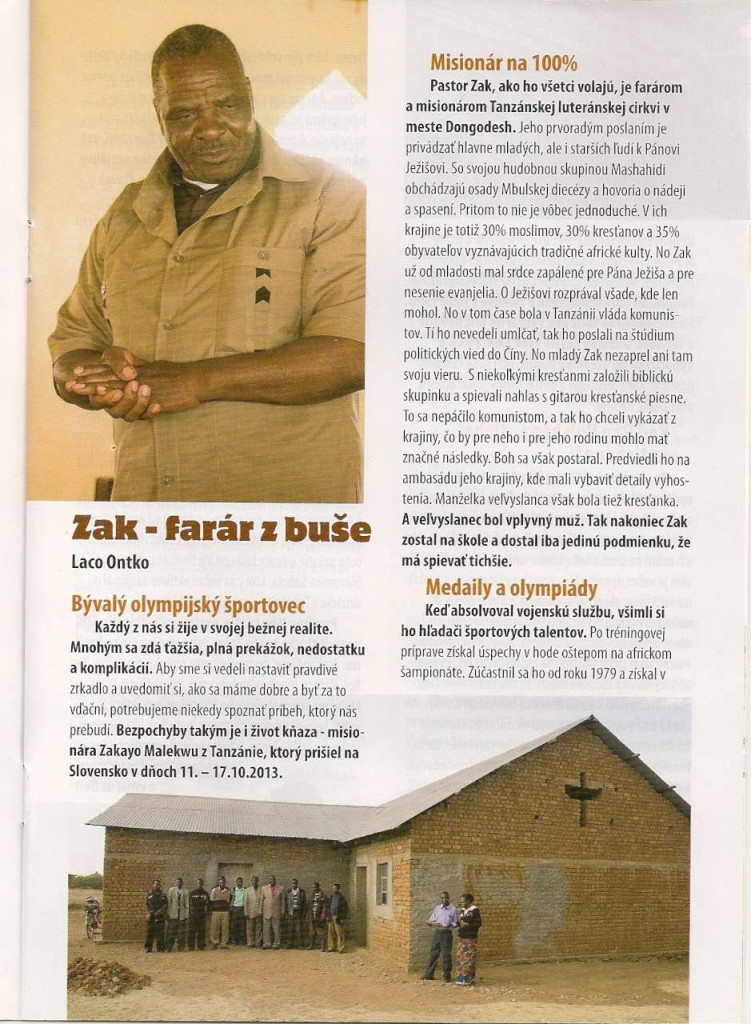 Zak - farár z buše
Laco Ontko
Bývalý olympijský športovec
Každý z nás si žije v svojej bežnej realite.
Mnohým sa zdá ťažšia, plná prekážok, nedostatku
a komplikácií. Aby sme si vedeli nastaviť pravdivé
zrkadlo a uvedomiť si, ako sa máme dobre a byť za to
vďační, potrebujeme niekedy spoznať príbeh, ktorý nás
prebudí. Bezpochyby takým je i život kňaza - misio-
nára Zakayo Malekwu z Tanzánie, ktorý prišiel na
Slovensko v dňoch 11. – 17.10.2013.
Misionár na 100%
Pastor Zak, ako ho všetci volajú, je farárom
a misionárom Tanzánskej luteránskej cirkvi v
meste Dongodesh. Jeho prvoradým poslaním je
privádzať hlavne mladých, ale i starších ľudí k Pánovi
Ježišovi. So svojou hudobnou skupinou Mashahidi
obchádzajú osady Mbulskej diecézy a hovoria o nádeji
a spasení. Pritom to nie je vôbec jednoduché. V ich
krajine je totiž 30% moslimov, 30% kresťanov a 35%
obyvateľov vyznávajúcich tradičné africké kulty. No Zak
už od mladosti mal srdce zapálené pre Pána Ježiša a pre
nesenie evanjelia. O Ježišovi rozprával všade, kde len
mohol. No v tom čase bola v Tanzánii vláda komunis-
tov. Tí ho nevedeli umlčať, tak ho poslali na štúdium
politických vied do Číny. No mladý Zak nezaprel ani tam
svoju vieru. S niekoľkými kresťanmi založili biblickú
skupinku a spievali nahlas s gitarou kresťanské piesne.
To sa nepáčilo komunistom, a tak ho chceli vykázať z
krajiny, čo by pre neho i pre jeho rodinu mohlo mať
značné následky. Boh sa však postaral. Predviedli ho na
ambasádu jeho krajiny, kde mali vybaviť detaily vyhos-
tenia. Manželka veľvyslanca však bola tiež kresťanka.
A veľvyslanec bol vplyvný muž. Tak nakoniec Zak
zostal na škole a dostal iba jedinú podmienku, že
má spievať tichšie.
Medaily a olympiády
Keď absolvoval vojenskú službu, všimli si
ho hľadači športových talentov. Po tréningovej
príprave získal úspechy v hode oštepom na africkom
šampionáte. Zúčastnil sa ho od roku 1979 a získal v